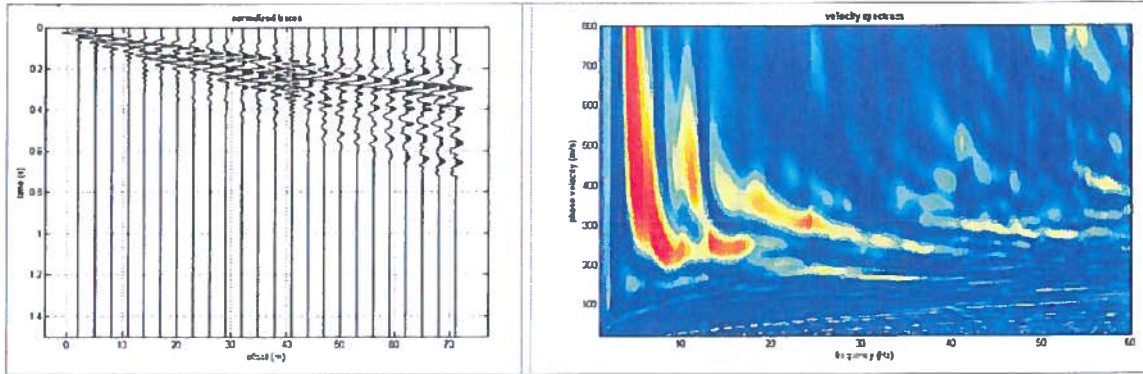 normalized traces
0
0.2
0.4
0.6
0.8
1
1.2
1.4
time (s)
0 10 20 30 40 50 60 70
offset (m)
velocity spectrum
800
700
600
500
400
300
200
100
phase velocity (m/s)
10 20 30 40 50 60
frequency (Hz)